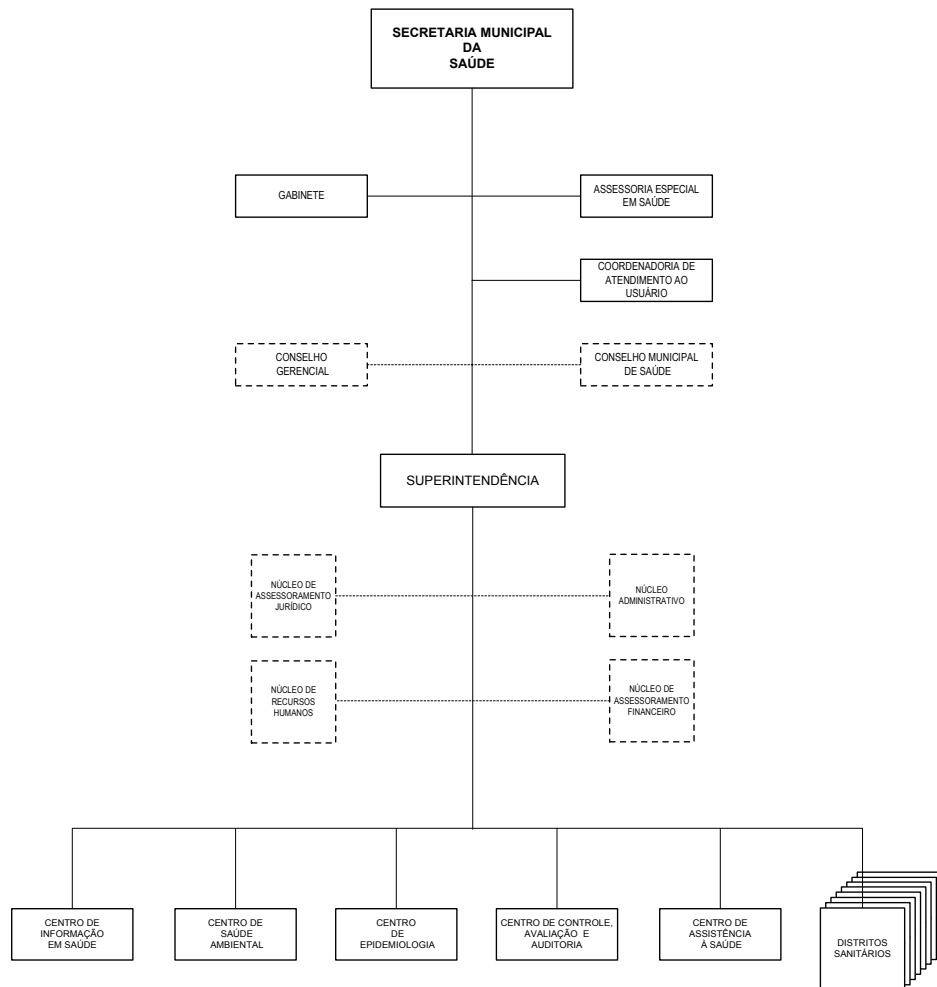 SECRETARIA MUNICIPAL
DA
SAÚDE
GABINETE
ASSESSORIA ESPECIAL
EM SAÚDE
COORDENADORIA DE
ATENDIMENTO AO
USUÁRIO
CONSELHO
GERENCIAL
CONSELHO MUNICIPAL
DE SAÚDE
SUPERINTENDÊNCIA
NÚCLEO DE
ASSESSORAMENTO
JURÍDICO
NÚCLEO
ADMINISTRATIVO
NÚCLEO DE
RECURSOS
HUMANOS
NÚCLEO DE
ASSESSORAMENTO
FINANCEIRO
CENTRO DE
INFORMAÇÃO
EM SAÚDE
CENTRO DE
SAÚDE
AMBIENTAL
CENTRO
DE
EPIDEMIOLOGIA
CENTRO DE CONTROLE,
AVALIAÇÃO E
AUDITORIA
CENTRO DE
ASSISTÊNCIA
À SAÚDE
DISTRITOS
SANITÁRIOS